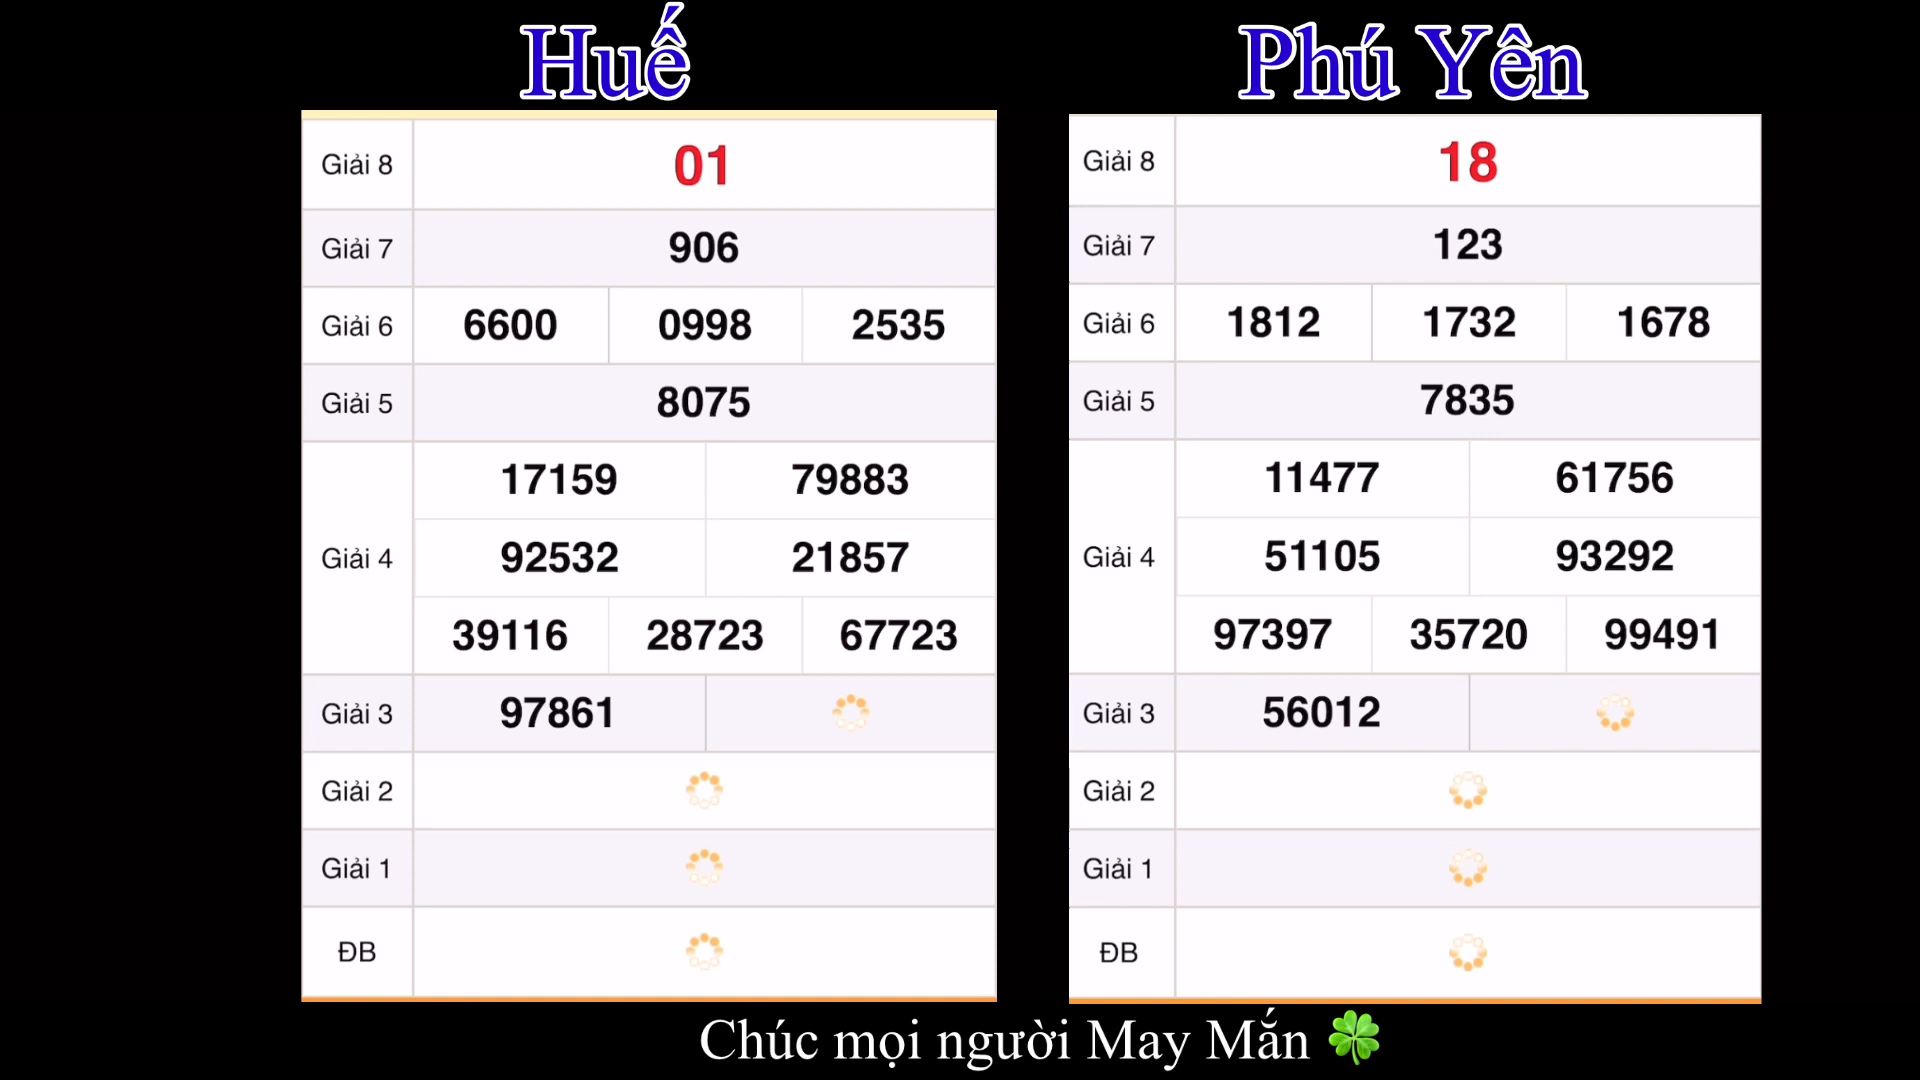 Huế
Giải 8 01
Giải 7 906
Giải 6 6600 0998 2535
Giải 5 8075
Giải 4 17159 79883
92532 21857
39116 28723 67723
Giải 3 97861
Giải 2
Giải 1
ĐB
Phú Yên
Giải 8 18
Giải 7 123
Giải 6 1812 1732 1678
Giải 5 7835
Giải 4 11477 61756
51105 93292
97397 35720 99491
Giải 3 56012
Giải 2
Giải 1
ĐB
Chúc mọi người May Mắn 🍀